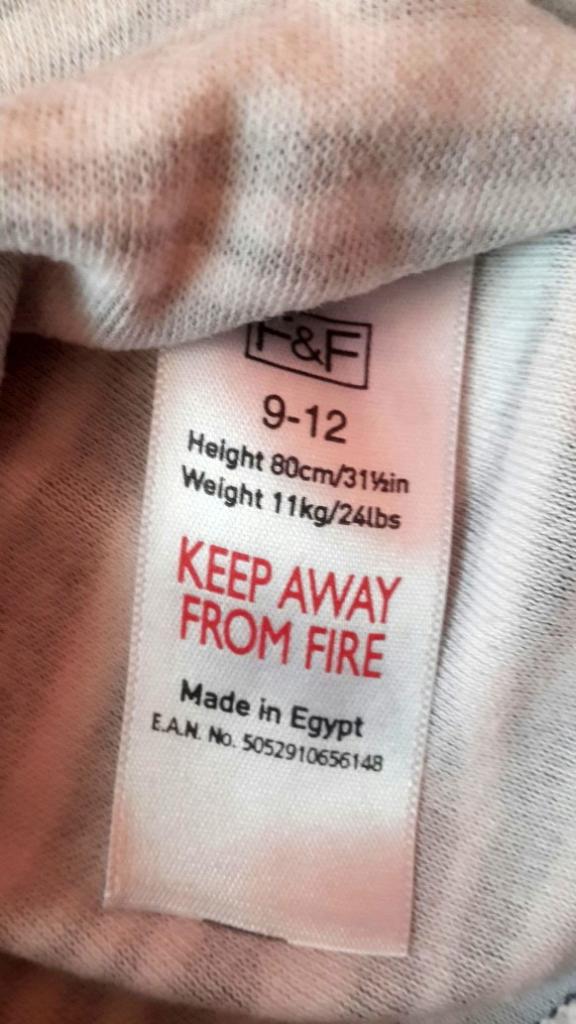 F&F
9-12
Height 80cm/31½in
Weight 11kg/24lbs
KEEP AWAY
FROM FIRE
Made in Egypt
E.A.N. No. 5052910656148